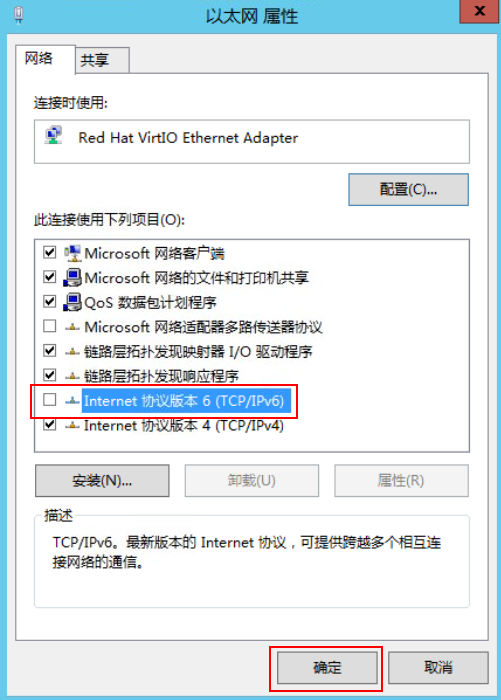 以太网 属性
x
网络
共享
连接时使用:
Red Hat VirtIO Ethernet Adapter
配置(C)...
此连接使用下列项目(O):
Microsoft 网络客户端
Microsoft 网络的文件和打印机共享
QoS 数据包计划程序
Microsoft 网络适配器多路传送器协议
链路层拓扑发现映射器 I/O 驱动程序
链路层拓扑发现响应程序
Internet 协议版本 6 (TCP/IPv6)
Internet 协议版本 4 (TCP/IPv4)
安装(N)...
卸载(U)
属性(R)
描述
TCP/IPv6。最新版本的 Internet 协议，可提供跨越多个相互连
接网络的通信。
确定
取消